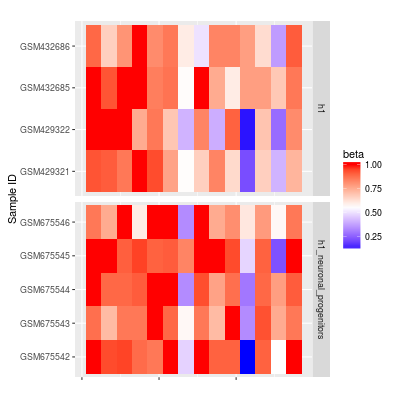 GSM432686
GSM432685
GSM429322
GSM429321
h1
GSM675546
GSM675545
GSM675544
GSM675543
GSM675542
h1_neuronal_progenitors
Sample ID
beta
1.00
0.75
0.50
0.25